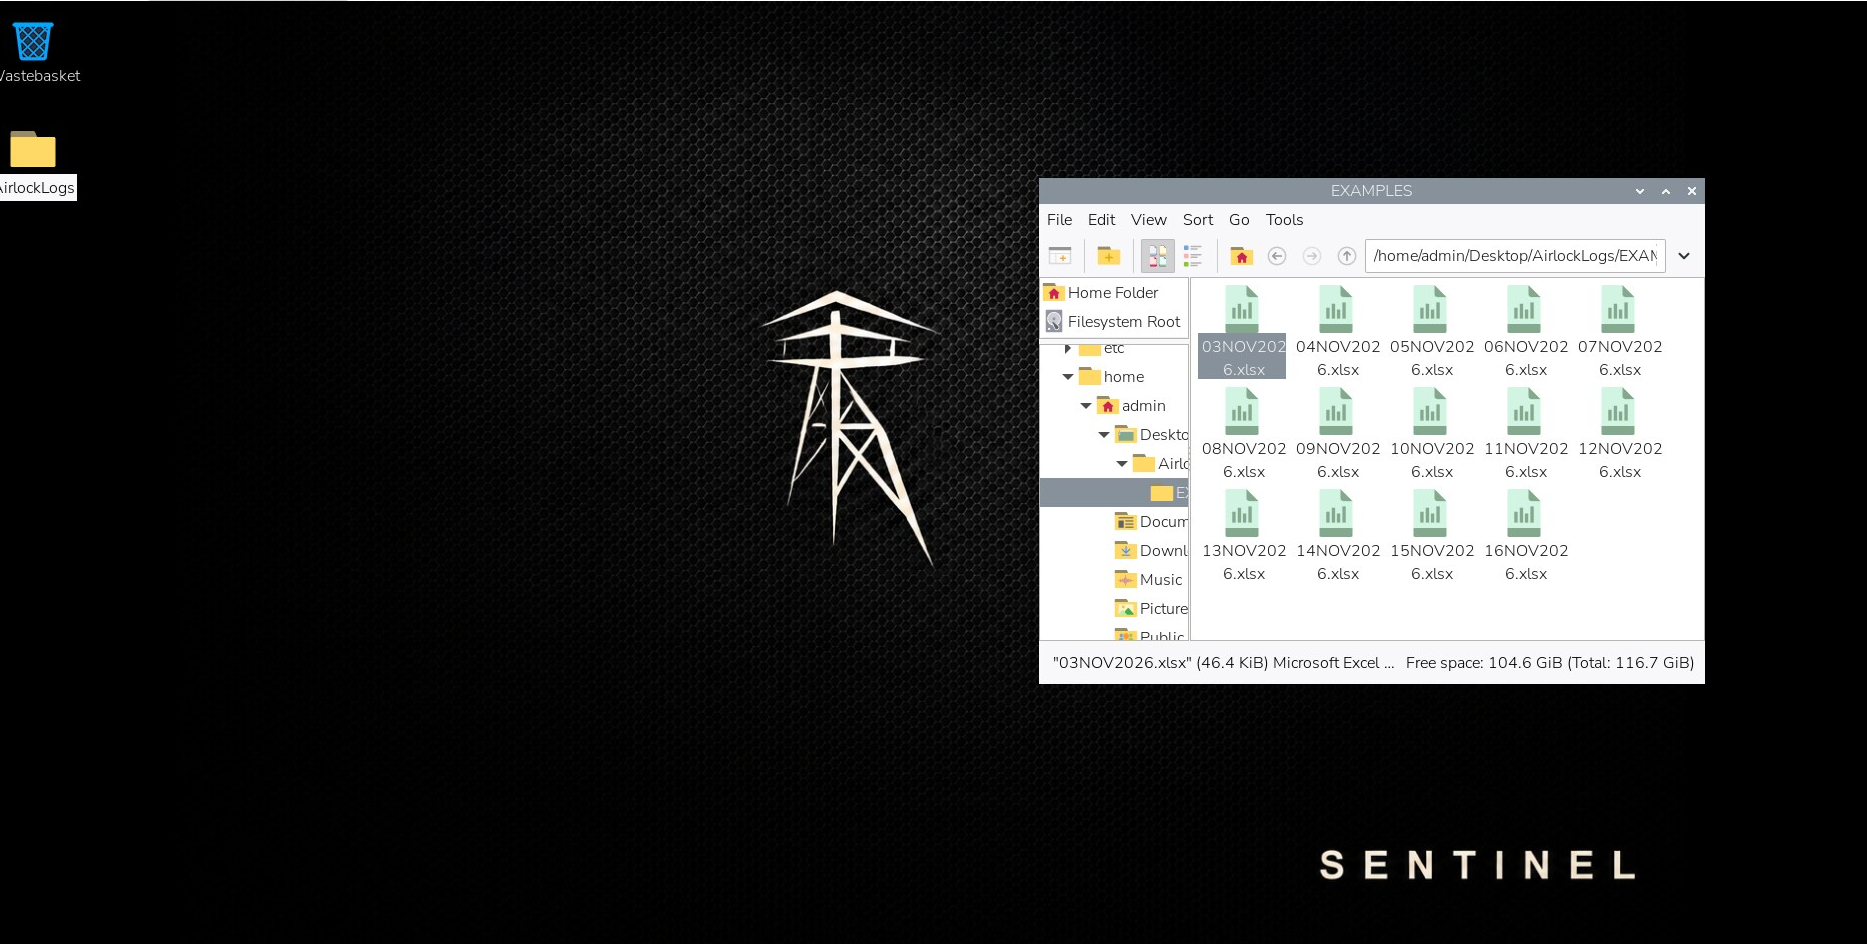 Wastebasket
AirlockLogs
EXAMPLES
File Edit View Sort Go Tools
/home/admin/Desktop/AirlockLogs/EXAM
Home Folder
Filesystem Root
etc
home
admin
Deskto
Airlo
EX
Docum
Downl
Music
Picture
Public
03NOV202 04NOV202 05NOV202 06NOV202 07NOV202
6.xlsx 6.xlsx 6.xlsx 6.xlsx 6.xlsx
08NOV202 09NOV202 10NOV202 11NOV202 12NOV202
6.xlsx 6.xlsx 6.xlsx 6.xlsx 6.xlsx
13NOV202 14NOV202 15NOV202 16NOV202
6.xlsx 6.xlsx 6.xlsx 6.xlsx
"03NOV2026.xlsx" (46.4 KiB) Microsoft Excel ... Free space: 104.6 GiB (Total: 116.7 GiB)
SENTINEL